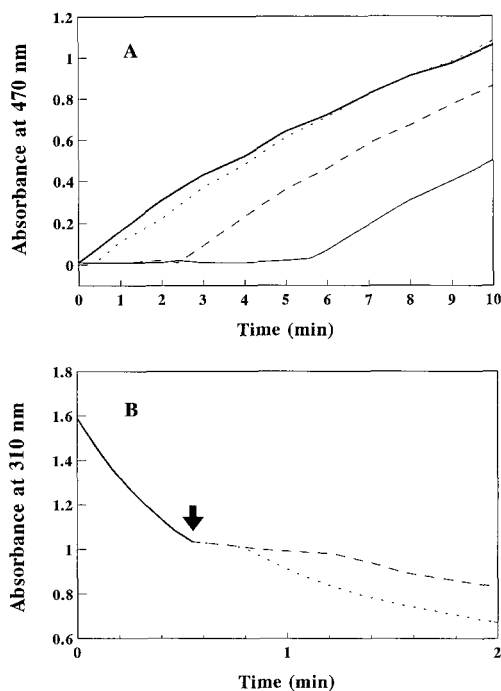 A
Absorbance at 470 nm
1.2
1
0.8
0.6
0.4
0.2
0
0 1 2 3 4 5 6 7 8 9 10
Time (min)
B
Absorbance at 310 nm
1.8
1.6
1.4
1.2
1
0.8
0.6
0 1 2
Time (min)